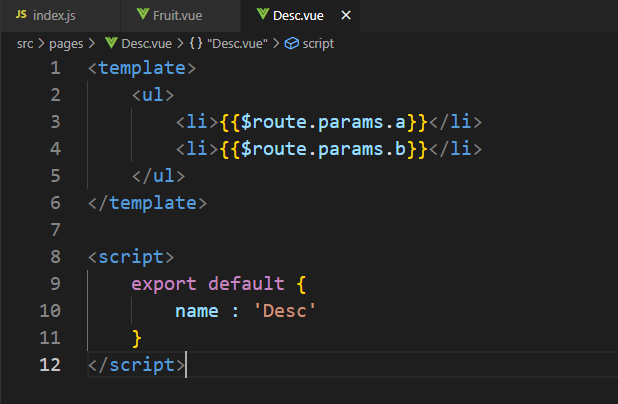 JS index.js Fruit.vue Desc.vue ×
src > pages > Desc.vue > {} "Desc.vue" > script
1 <template>
2 <ul>
3 <li>{{$route.params.a}}</li>
4 <li>{{$route.params.b}}</li>
5 </ul>
6 </template>
7
8 <script>
9 export default {
10 name : 'Desc'
11 }
12 </script>